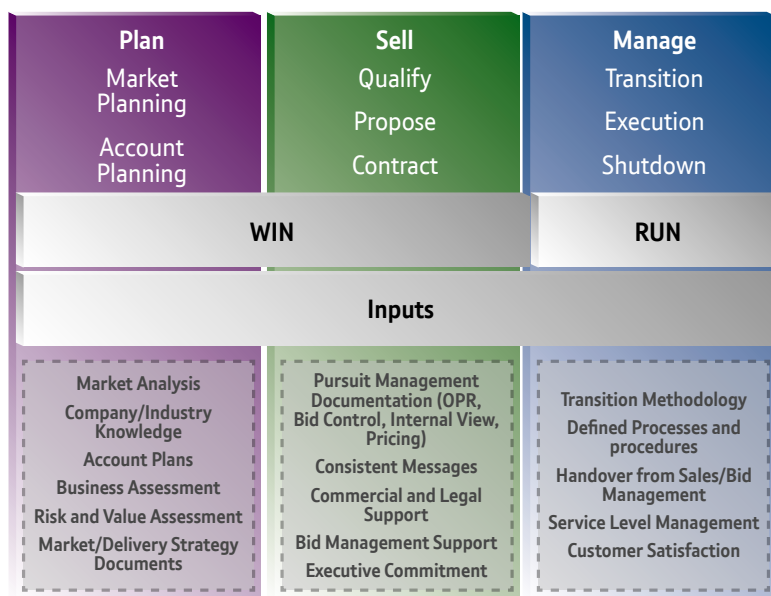 Plan
Market
Planning
Account
Planning
Sell
Qualify
Propose
Contract
Manage
Transition
Execution
Shutdown
WIN
RUN
Inputs
Market Analysis
Company/Industry
Knowledge
Account Plans
Business Assessment
Risk and Value Assessment
Market/Delivery Strategy
Documents
Pursuit Management
Documentation (OPR,
Bid Control, Internal View,
Pricing)
Consistent Messages
Commercial and Legal
Support
Bid Management Support
Executive Commitment
Transition Methodology
Defined Processes and
procedures
Handover from Sales/Bid
Management
Service Level Management
Customer Satisfaction